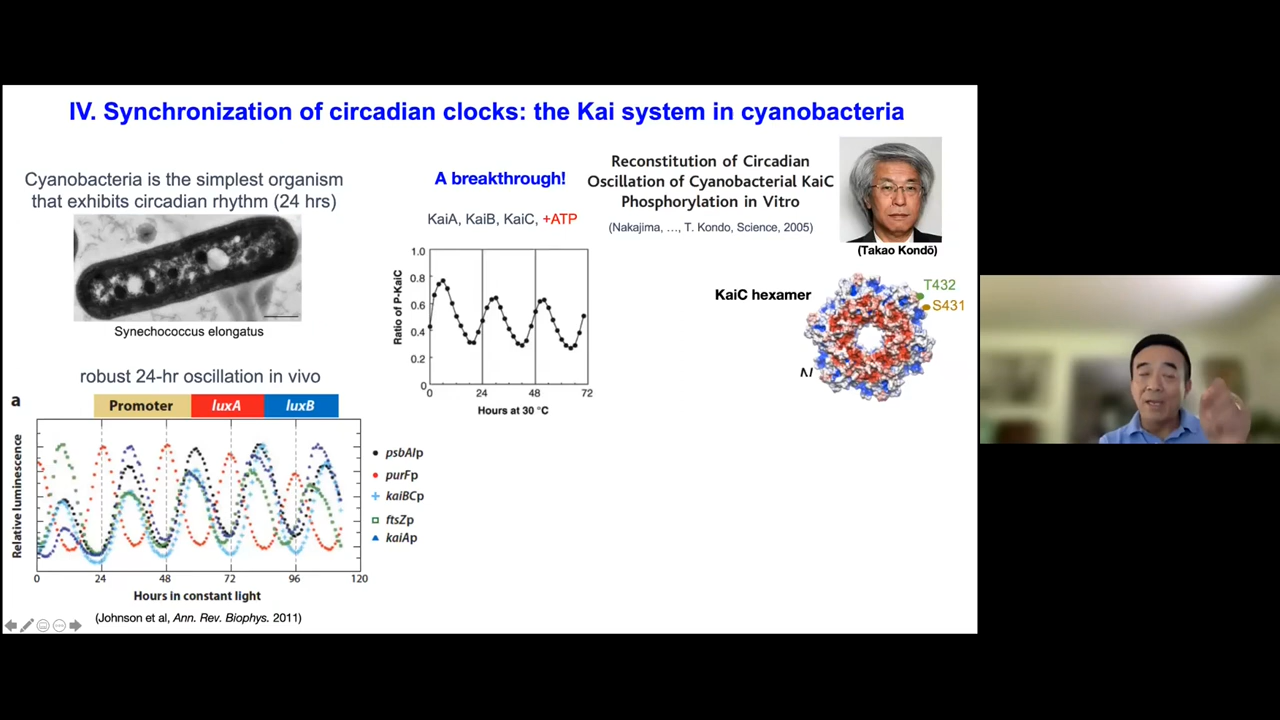 IV. Synchronization of circadian clocks: the Kai system in cyanobacteria
Cyanobacteria is the simplest organism
that exhibits circadian rhythm (24 hrs)
Synechococcus elongatus
robust 24-hr oscillation in vivo
a
Promoter luxA luxB
Relative luminescence
0 24 48 72 96 120
Hours in constant light
psbAIp
purFp
kaiBCp
ftsZp
kaiAp
(Johnson et al, Ann. Rev. Biophys. 2011)
A breakthrough!
KaiA, KaiB, KaiC, +ATP
Ratio of P-KaiC
1.0
0.8
0.6
0.4
0.2
0
0 24 48 72
Hours at 30 °C
Reconstitution of Circadian
Oscillation of Cyanobacterial KaiC
Phosphorylation in Vitro
(Nakajima, ..., T. Kondo, Science, 2005)
(Takao Kondō)
KaiC hexamer
T432
S431